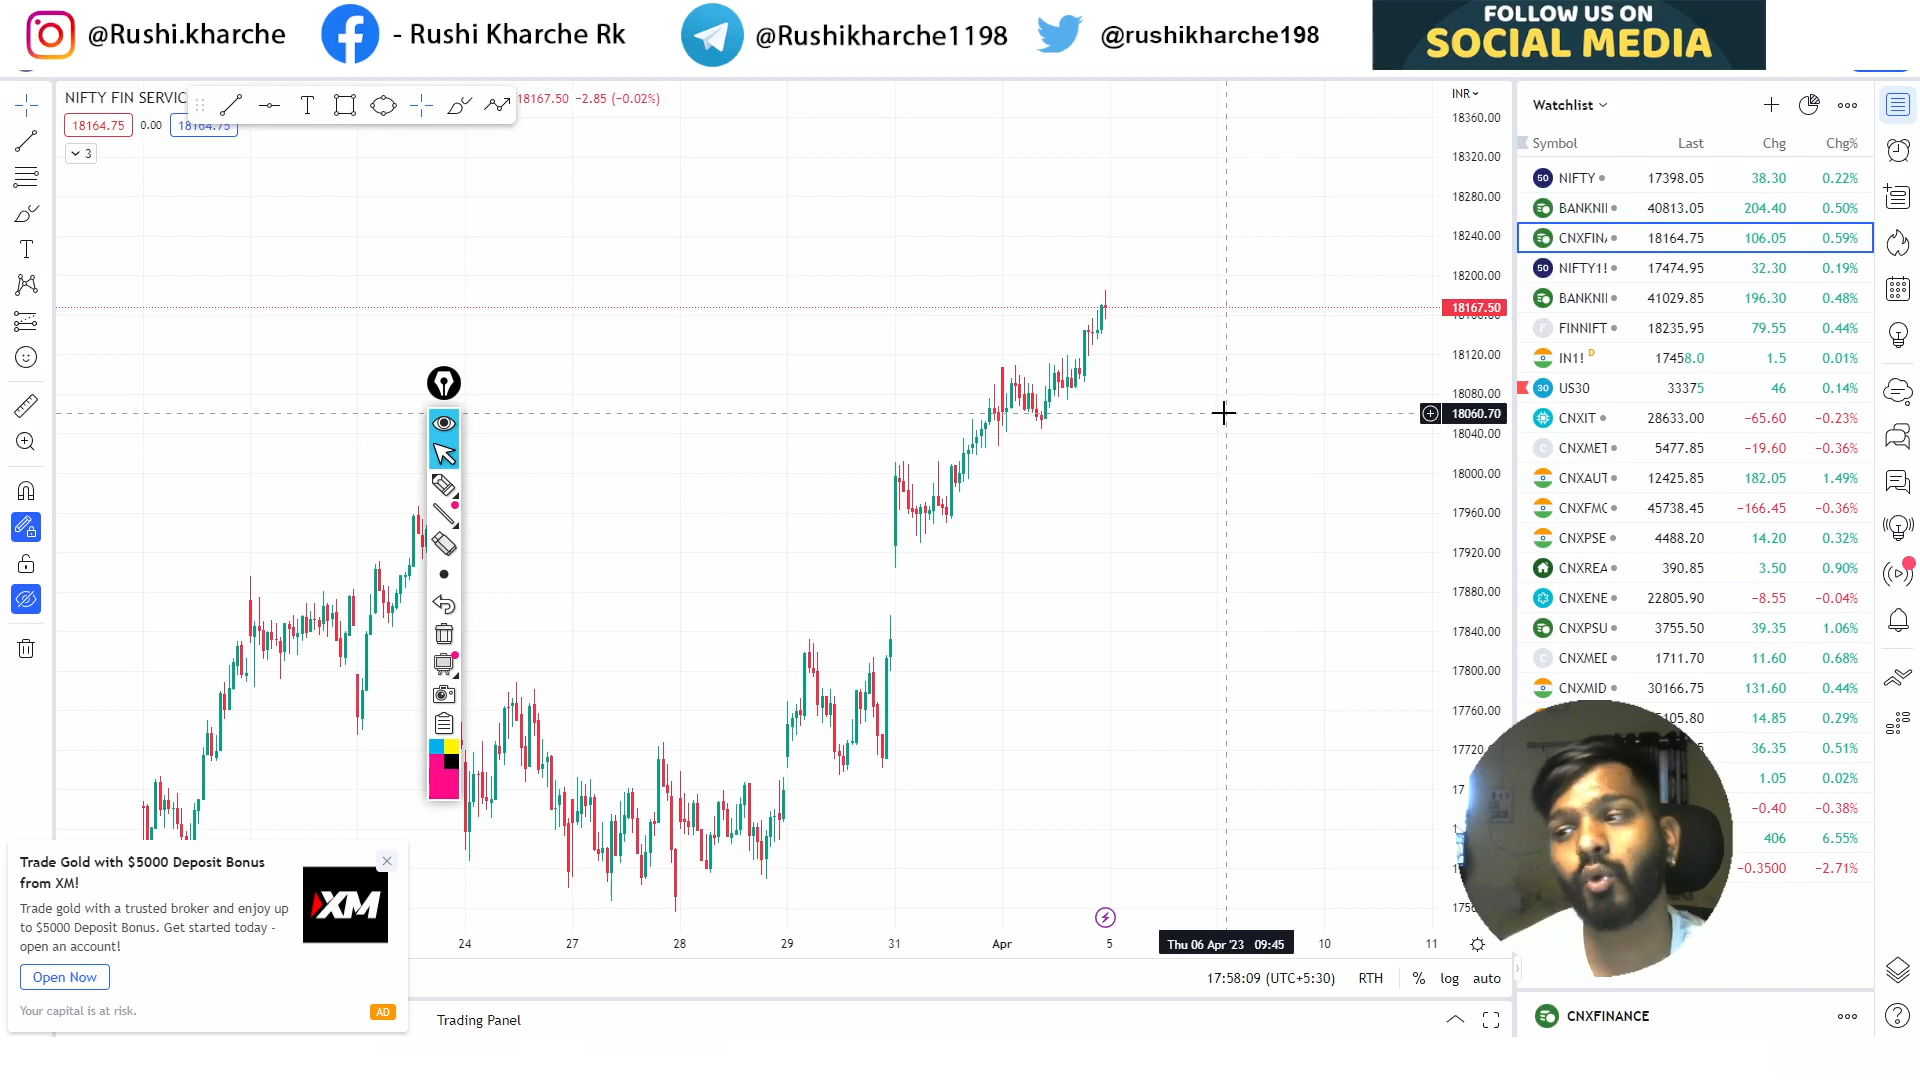 @Rushi.kharche - Rushi Kharche Rk @Rushikharche1198 @rushikharche198
FOLLOW US ON
SOCIAL MEDIA
NIFTY FIN SERVIC 18167.50 −2.85 (−0.02%)
18164.75 0.00 18164.75
3
INR
18360.00
18320.00
18280.00
18240.00
18200.00
18167.50
18120.00
18080.00
18060.70
18040.00
18000.00
17960.00
17920.00
17880.00
17840.00
17800.00
17760.00
17720
24 27 28 29 31 Apr 5 Thu 06 Apr '23 09:45 10 11
17:58:09 (UTC+5:30) RTH % log auto
Trading Panel
Trade Gold with $5000 Deposit Bonus
from XM!
Trade gold with a trusted broker and enjoy up
to $5000 Deposit Bonus. Get started today -
open an account!
Open Now
Your capital is at risk.
AD
XM
Watchlist
Symbol Last Chg Chg%
50 NIFTY 17398.05 38.30 0.22%
BANKNI 40813.05 204.40 0.50%
CNXFIN 18164.75 106.05 0.59%
50 NIFTY1! 17474.95 32.30 0.19%
BANKNI 41029.85 196.30 0.48%
F FINNIFT 18235.95 79.55 0.44%
IN1! D 17458.0 1.5 0.01%
30 US30 33375 46 0.14%
CNXIT 28633.00 −65.60 −0.23%
C CNXMET 5477.85 −19.60 −0.36%
CNXAUT 12425.85 182.05 1.49%
CNXFMC 45738.45 −166.45 −0.36%
CNXPSE 4488.20 14.20 0.32%
CNXREA 390.85 3.50 0.90%
CNXENE 22805.90 −8.55 −0.04%
CNXPSU 3755.50 39.35 1.06%
C CNXMED 1711.70 11.60 0.68%
CNXMID 30166.75 131.60 0.44%
105.80 14.85 0.29%
36.35 0.51%
1.05 0.02%
−0.40 −0.38%
406 6.55%
−0.3500 −2.71%
CNXFINANCE